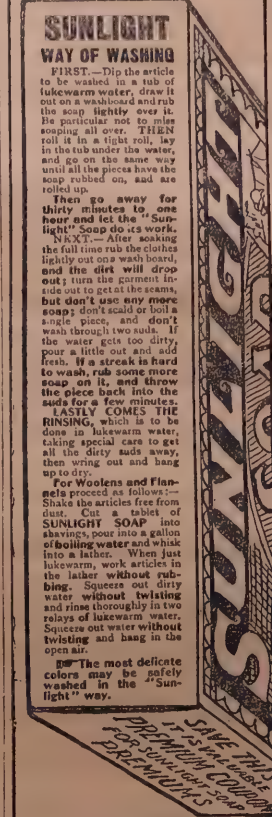 SUNLIGHT
WAY OF WASHING
FIRST.—Dip the article
to be washed in a tub of
lukewarm water, draw it
out on a washboard and rub
the soap lightly over it.
Be particular not to miss
soaping all over. THEN
roll it in a tight roll, lay
in the tub under the water,
and go on the same way
until all the pieces have the
soap rubbed on, and are
rolled up.
Then go away for
thirty minutes to one
hour and let the "Sun-
light" Soap do its work.
NEXT.—After soaking
the full time rub the clothes
lightly out on a wash board,
and the dirt will drop
out; turn the garment in-
side out to get at the seams,
but don't use any more
soap; don't scald or boil a
single piece, and don't
wash through two suds. If
the water gets too dirty,
pour a little out and add
fresh. If a streak is hard
to wash, rub some more
soap on it, and throw
the piece back into the
suds for a few minutes.
LASTLY COMES THE
RINSING, which is to be
done in lukewarm water,
taking special care to get
all the dirty suds away,
then wring out and hang
up to dry.
For Woolens and Flan-
nels proceed as follows:—
Shake the articles free from
dust. Cut a tablet of
SUNLIGHT SOAP into
shavings, pour into a gallon
of boiling water and whisk
into a lather. When just
lukewarm, work articles in
the lather without rub-
bing. Squeeze out dirty
water without twisting
and rinse thoroughly in two
relays of lukewarm water.
Squeeze out water without
twisting and hang in the
open air.
☛ The most delicate
colors may be safely
washed in the "Sun-
light" way.
SUNLIGHT
SAVE THI
IT IS VALUABLE
PREMIUM COUPON
FOR SUNLIGHT SOAP
PREMIUMS